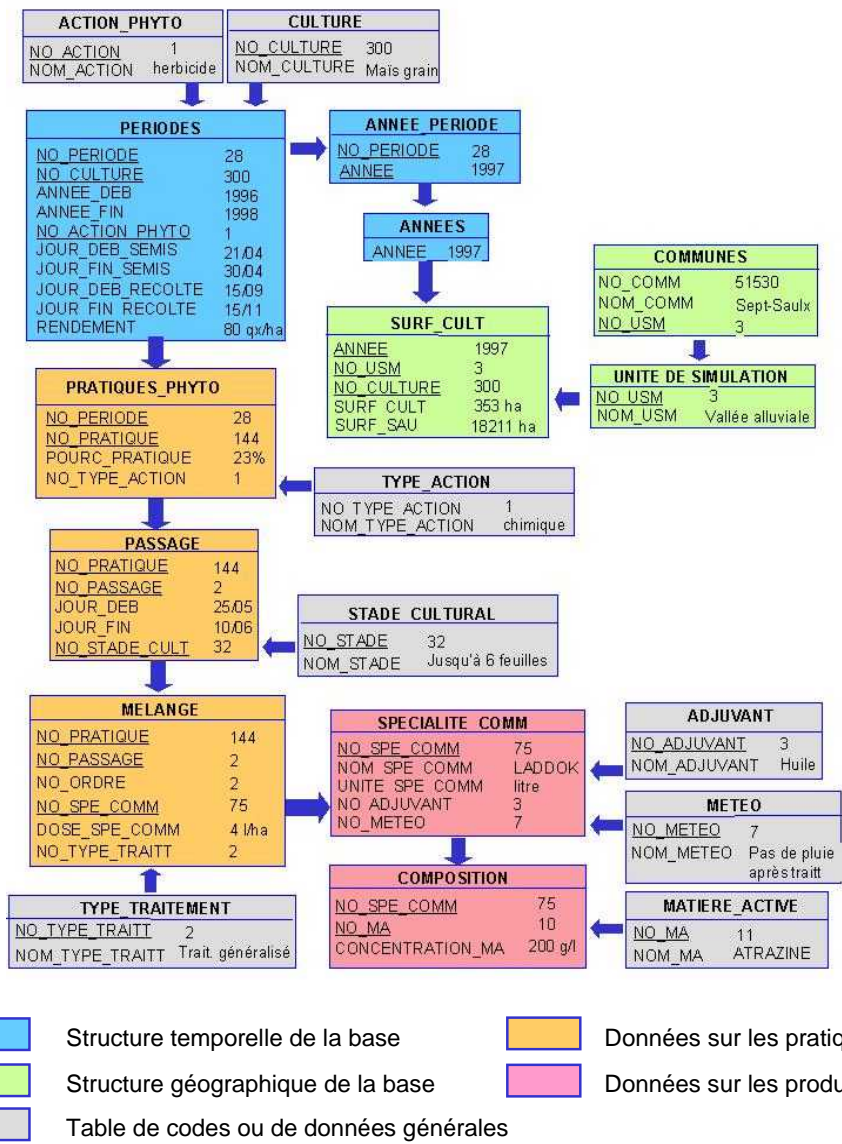 ACTION_PHYTO
NO_ACTION 1
NOM_ACTION herbicide
CULTURE
NO_CULTURE 300
NOM_CULTURE Maïs grain
PERIODES
NO_PERIODE 28
NO_CULTURE 300
ANNEE_DEB 1996
ANNEE_FIN 1998
NO_ACTION_PHYTO 1
JOUR_DEB_SEMIS 21/04
JOUR_FIN_SEMIS 30/04
JOUR_DEB_RECOLTE 15/09
JOUR_FIN RECOLTE 15/11
RENDEMENT 80 qx/ha
ANNEE_PERIODE
NO_PERIODE 28
ANNEE 1997
ANNEES
ANNEE 1997
COMMUNES
NO_COMM 51530
NOM_COMM Sept-Saulx
NO_USM 3
SURF_CULT
ANNEE 1997
NO_USM 3
NO_CULTURE 300
SURF_CULT 353 ha
SURF_SAU 18211 ha
UNITE DE SIMULATION
NO_USM 3
NOM_USM Vallée alluviale
PRATIQUES_PHYTO
NO_PERIODE 28
NO_PRATIQUE 144
POURC_PRATIQUE 23%
NO_TYPE_ACTION 1
TYPE_ACTION
NO_TYPE_ACTION 1
NOM_TYPE_ACTION chimique
PASSAGE
NO_PRATIQUE 144
NO_PASSAGE 2
JOUR_DEB 25/05
JOUR_FIN 10/06
NO_STADE_CULT 32
STADE_CULTURAL
NO_STADE 32
NOM_STADE Jusqu'à 6 feuilles
MELANGE
NO_PRATIQUE 144
NO_PASSAGE 2
NO_ORDRE 2
NO_SPE_COMM 75
DOSE_SPE_COMM 4 l/ha
NO_TYPE_TRAITT 2
SPECIALITE_COMM
NO_SPE_COMM 75
NOM_SPE_COMM LADDOK
UNITE_SPE_COMM litre
NO_ADJUVANT 3
NO_METEO 7
ADJUVANT
NO_ADJUVANT 3
NOM_ADJUVANT Huile
METEO
NO_METEO 7
NOM_METEO Pas de pluie
après traitt
TYPE_TRAITEMENT
NO_TYPE_TRAITT 2
NOM_TYPE_TRAITT Trait. généralisé
COMPOSITION
NO_SPE_COMM 75
NO_MA 10
CONCENTRATION_MA 200 g/l
MATIERE_ACTIVE
NO_MA 11
NOM_MA ATRAZINE
Structure temporelle de la base
Données sur les pratiq
Structure géographique de la base
Données sur les produ
Table de codes ou de données générales